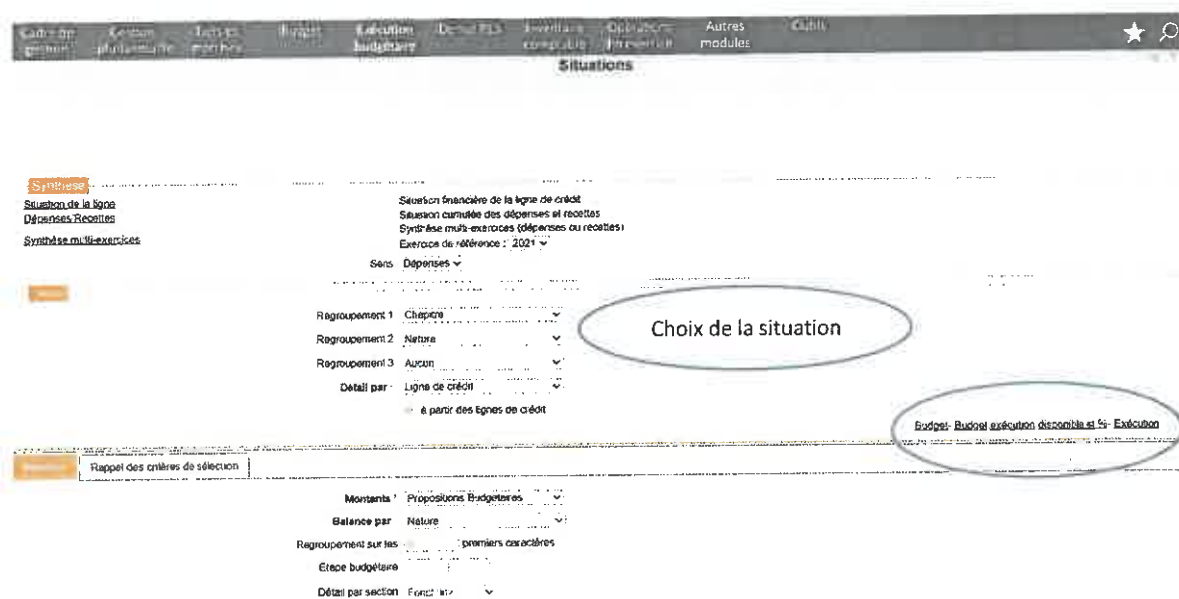 Exécution budgétaire
Autres modules
Situations
Synthèse
Situation de la ligne
Situation financière de la ligne de crédit
Dépenses/Recettes
Situation cumulée des dépenses et recettes
Synthèse multi-exercices (dépenses ou recettes)
Synthèse multi-exercices
Exercice de référence : 2021
Sens Dépenses
Regroupement 1 Chapitre
Choix de la situation
Regroupement 2 Nature
Regroupement 3 Aucun
Détail par Ligne de crédit
à partir des lignes de crédit
Budget- Budget exécution disponible et %- Exécution
Rappel des critères de sélection
Montants * Propositions Budgétaires
Balance par Nature
Regroupement sur les premiers caractères
Etape budgétaire
Détail par section